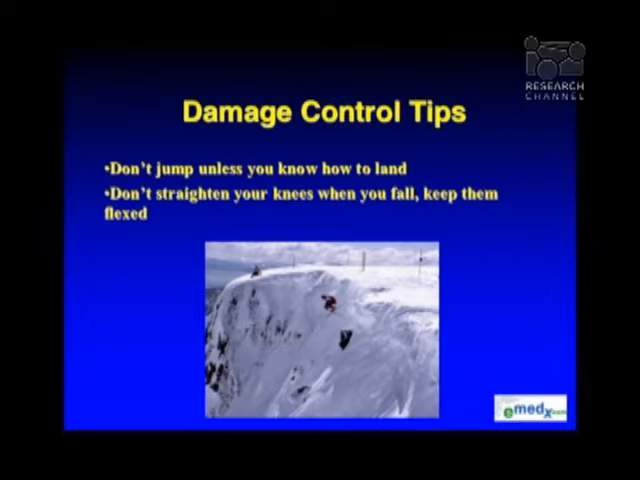 RESEARCH
CHANNEL
Damage Control Tips
•Don't jump unless you know how to land
•Don't straighten your knees when you fall, keep them
flexed
emedx.com